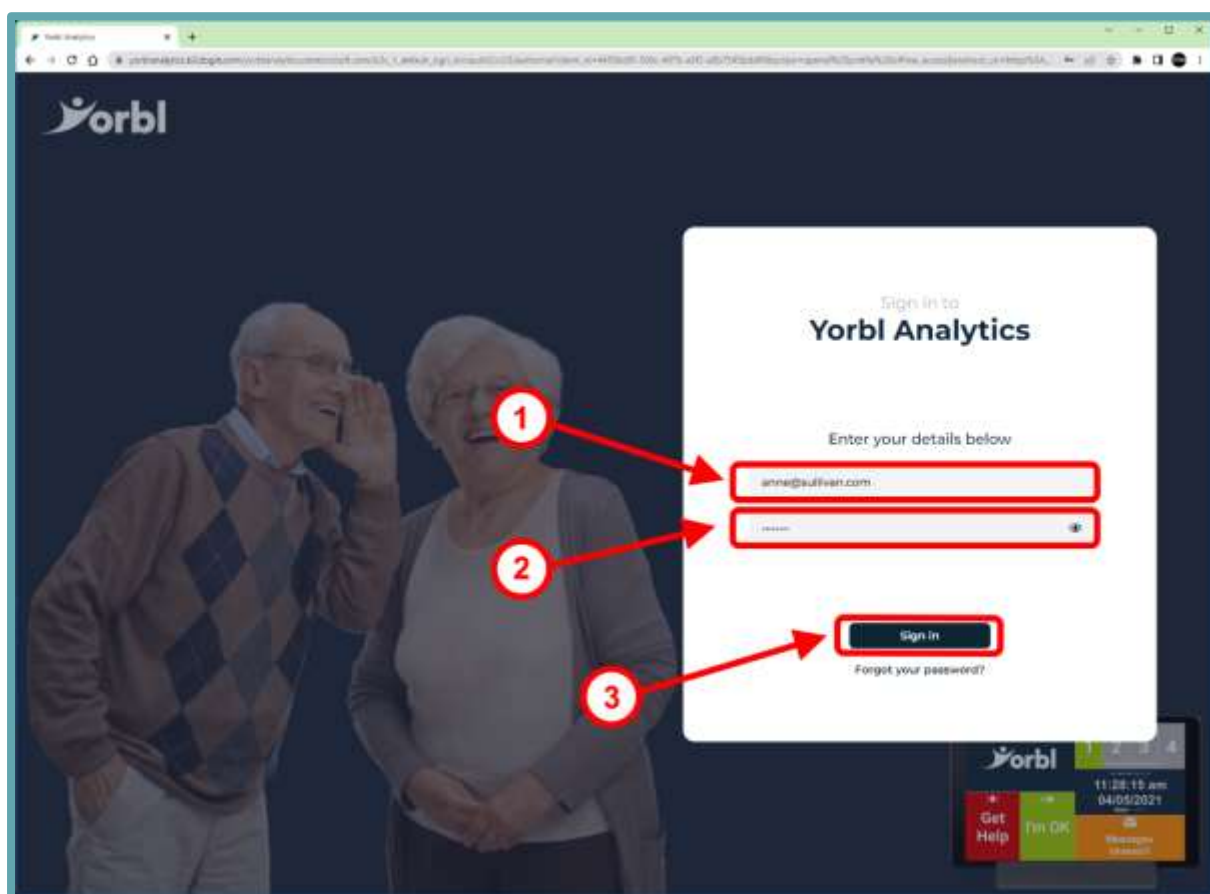 Yorbl
Sign in to
Yorbl Analytics
Enter your details below
1
anne@sullivan.com
2
Sign in
Forgot your password?
3
Yorbl
1 2 3 4
11:28:15 am
04/05/2021
Get
Help
I'm OK
Messages